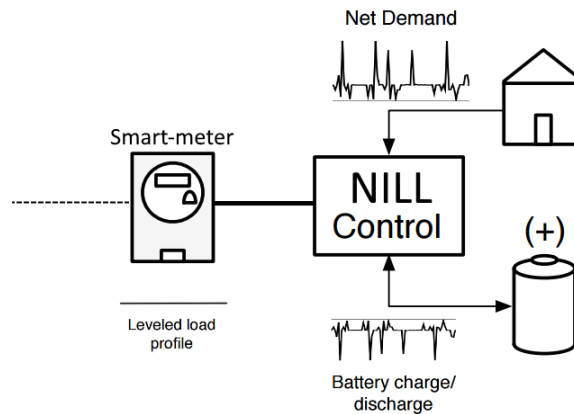 Net Demand
Smart-meter
NILL
Control
(+)
Leveled load
profile
Battery charge/
discharge